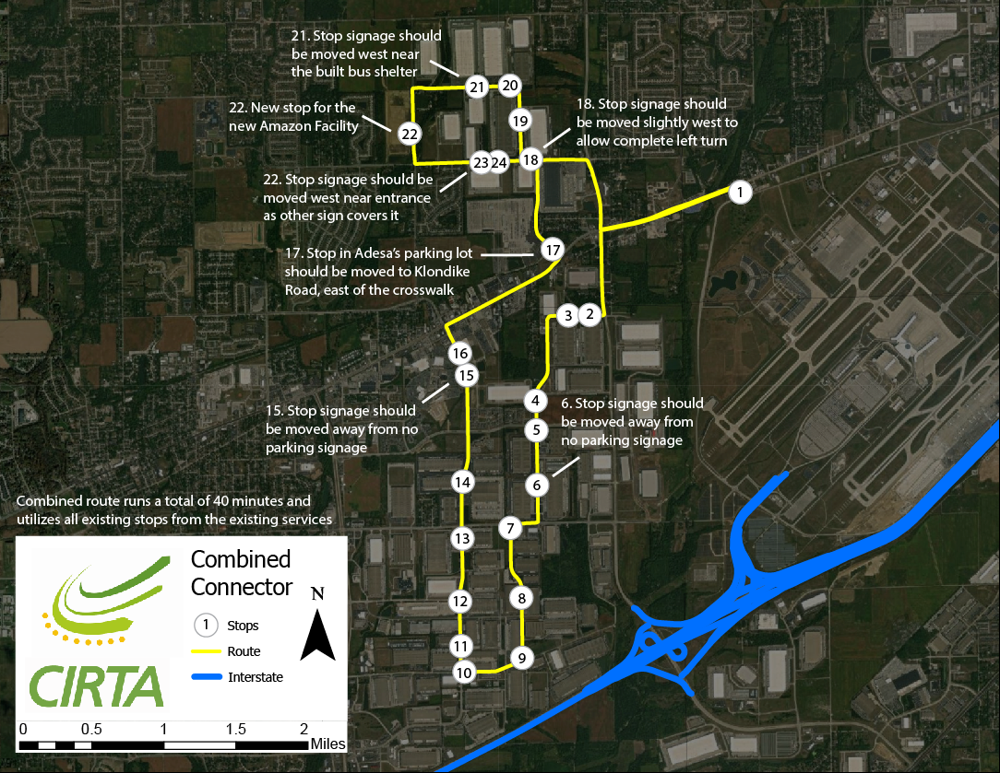 21. Stop signage should
be moved west near
the built bus shelter
22. New stop for the
new Amazon Facility
18. Stop signage should
be moved slightly west to
allow complete left turn
22. Stop signage should be
moved west near entrance
as other sign covers it
17. Stop in Adesa's parking lot
should be moved to Klondike
Road, east of the crosswalk
15. Stop signage should
be moved away from no
parking signage
6. Stop signage should
be moved away from
no parking signage
21
20
19
22
23
24
18
1
17
3
2
16
15
4
5
14
6
7
13
8
12
11
9
10
Combined route runs a total of 40 minutes and
utilizes all existing stops from the existing services
Combined
Connector
N
1 Stops
Route
Interstate
CIRTA
0 0.5 1 1.5 2
Miles